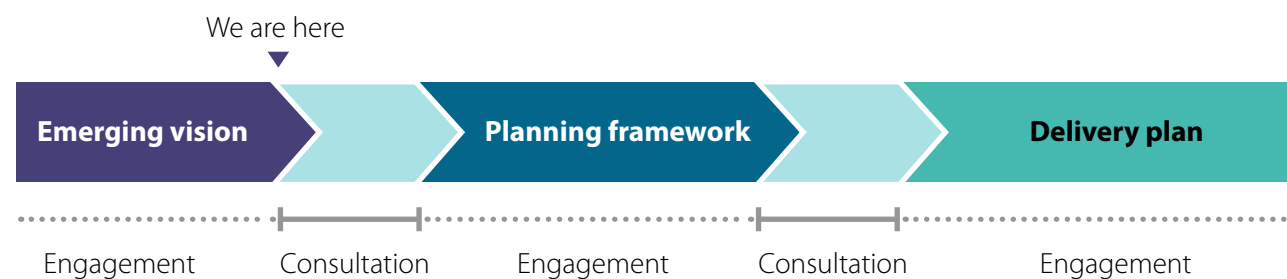 We are here
Emerging vision
Planning framework
Delivery plan
Engagement
Consultation
Engagement
Consultation
Engagement